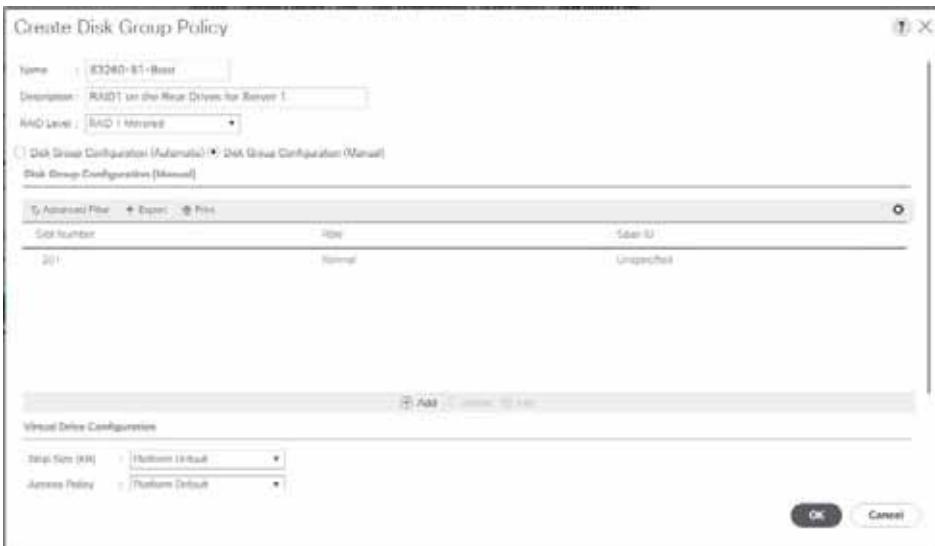 Create Disk Group Policy
Name : S3260-S1-Boot
Description : RAID1 on the Rear Drives for Server 1
RAID Level : RAID 1 Mirrored
Disk Group Configuration (Automatic) Disk Group Configuration (Manual)
Disk Group Configuration (Manual)
Advanced Filter Export Print
Slot Number Role Span ID
201 Normal Unspecified
Add Delete Info
Virtual Drive Configuration
Strip Size (KB) : Platform Default
Access Policy : Platform Default
OK Cancel